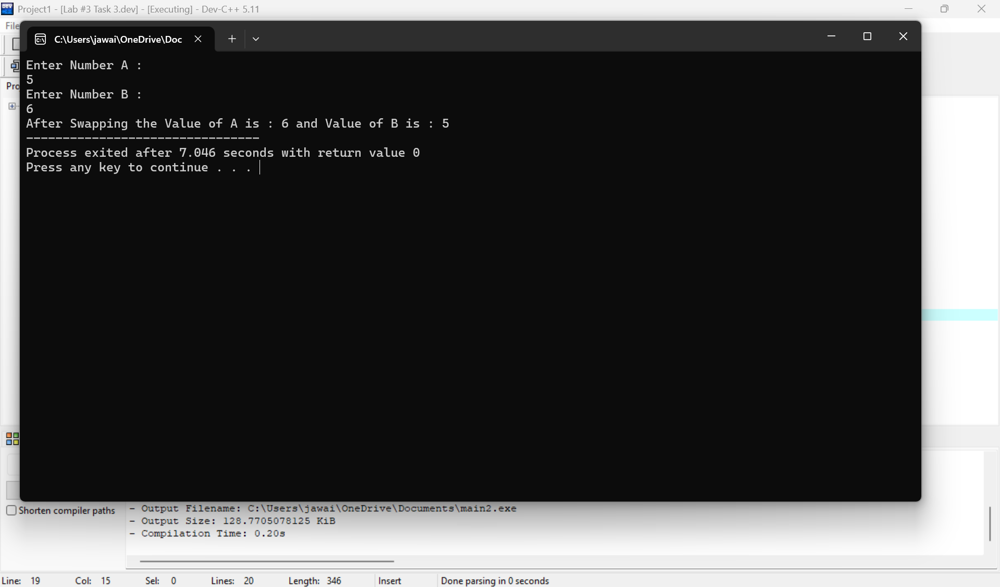 Project1 - [Lab #3 Task 3.dev] - [Executing] - Dev-C++ 5.11
File
C:\Users\jawai\OneDrive\Doc
Enter Number A :
5
Enter Number B :
6
After Swapping the Value of A is : 6 and Value of B is : 5
--------------------------------
Process exited after 7.046 seconds with return value 0
Press any key to continue . . .
Pro
Shorten compiler paths
- Output Filename: C:\Users\jawai\OneDrive\Documents\main2.exe
- Output Size: 128.7705078125 KiB
- Compilation Time: 0.20s
Line: 19 Col: 15 Sel: 0 Lines: 20 Length: 346 Insert Done parsing in 0 seconds